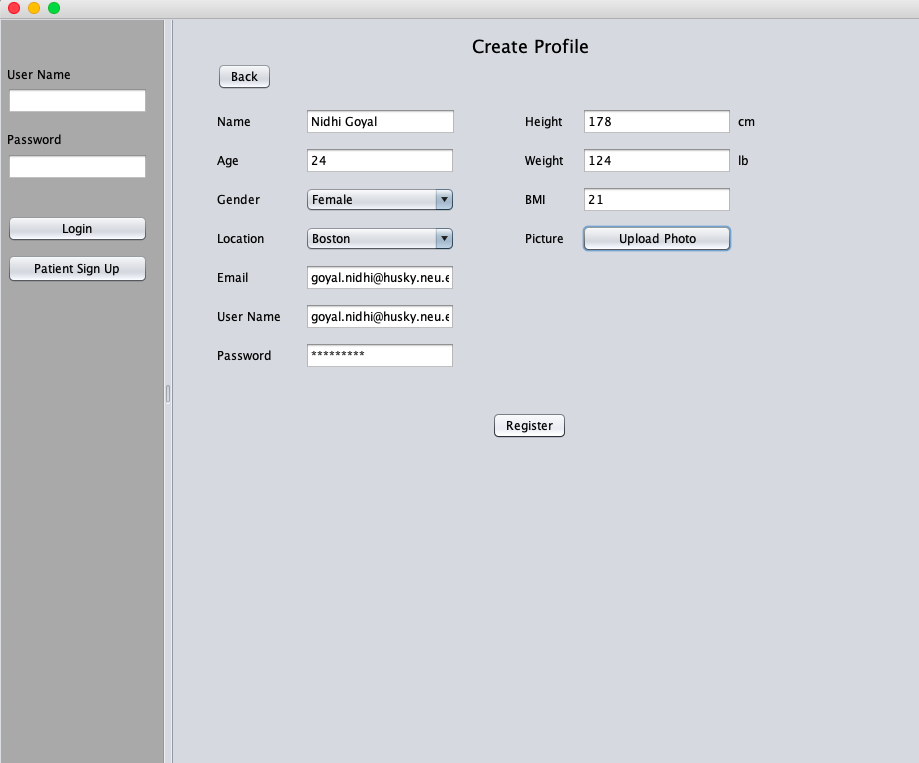 User Name
Password
Login
Patient Sign Up
Create Profile
Back
Name Nidhi Goyal
Age 24
Gender Female
Location Boston
Email goyal.nidhi@husky.neu.e
User Name goyal.nidhi@husky.neu.e
Password *********
Height 178 cm
Weight 124 lb
BMI 21
Picture Upload Photo
Register